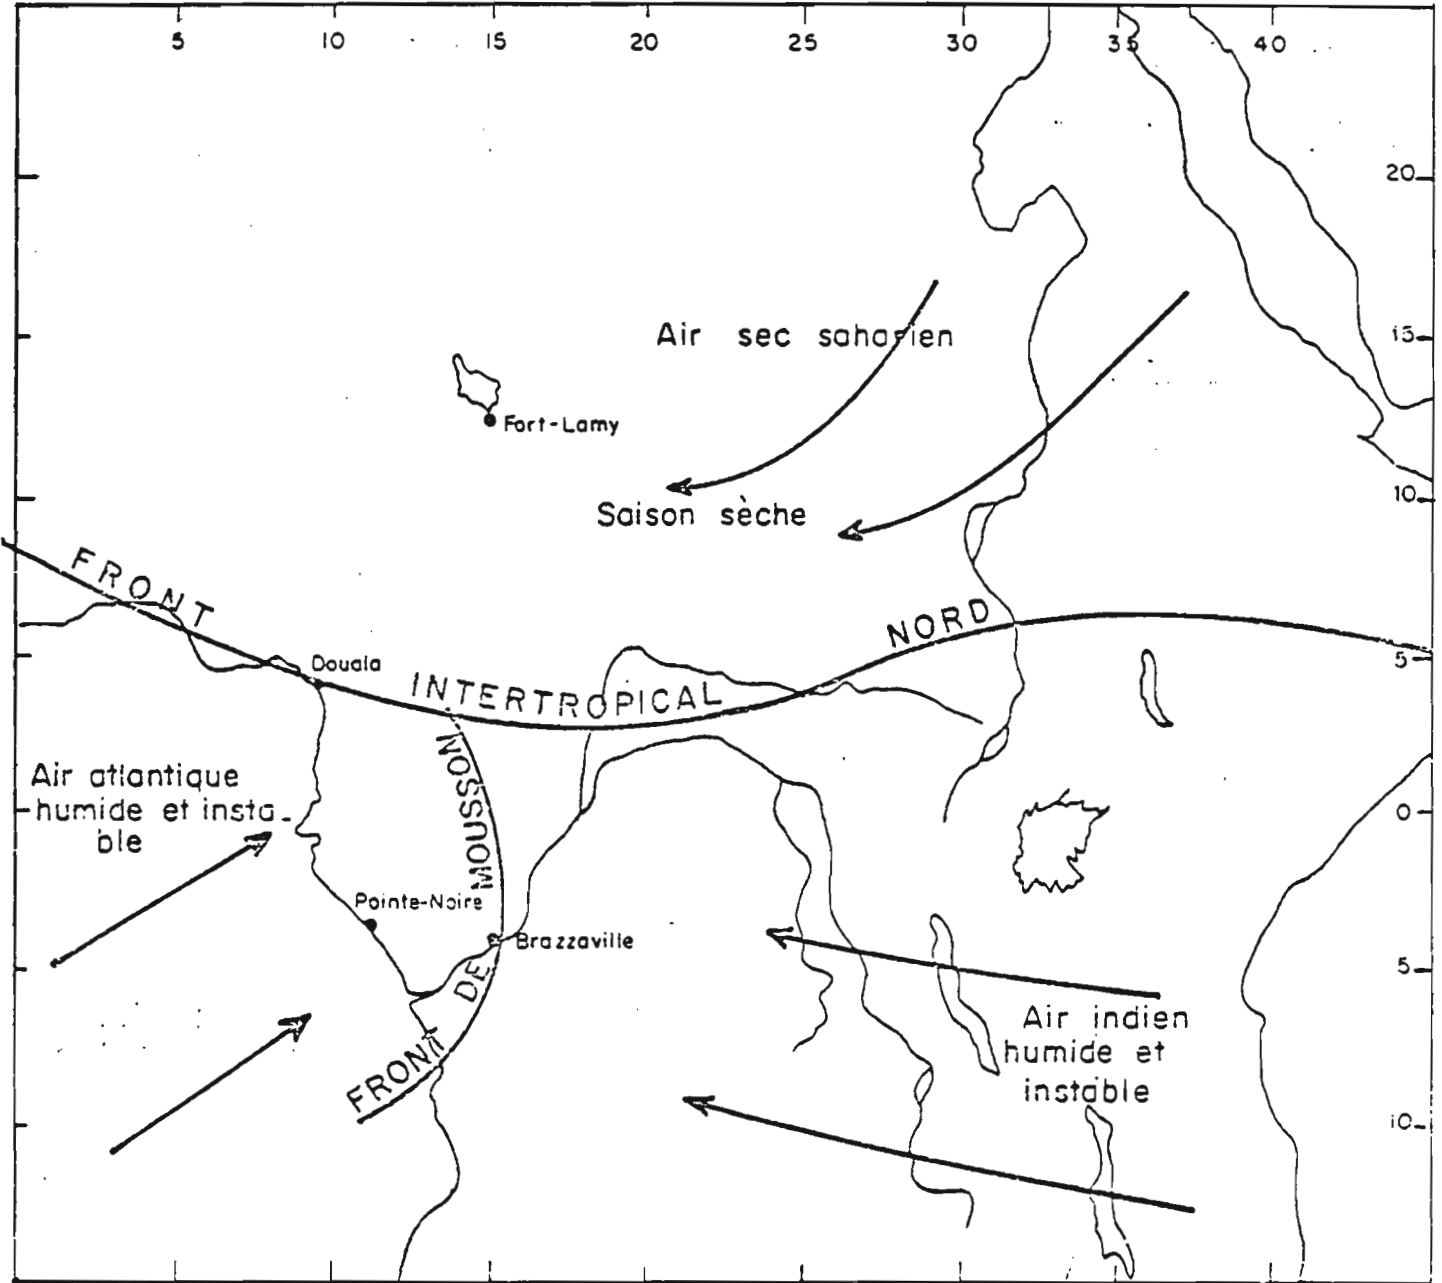 5 10 15 20 25 30 35 40
20
15
Air sec saharien
Fort-Lamy
10
Saison sèche
FRONT INTERTROPICAL NORD
Douala
5
Air atlantique
humide et insta-
ble
0
FRONT DE MOUSSON
Pointe-Noire
Brazzaville
5
Air indien
humide et
instable
10